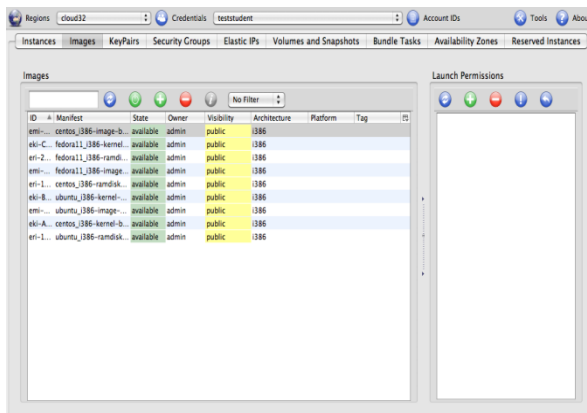 Regions cloud32 Credentials teststudent Account IDs Tools Abou
Instances Images KeyPairs Security Groups Elastic IPs Volumes and Snapshots Bundle Tasks Availability Zones Reserved Instances
Images Launch Permissions
No Filter
ID Manifest State Owner Visibility Architecture Platform Tag
emi-... centos_i386-image-b... available admin public i386
eki-C... fedora11_i386-kernel... available admin public i386
eri-2... fedora11_i386-ramdi... available admin public i386
emi-... fedora11_i386-image... available admin public i386
eri-1... centos_i386-ramdisk... available admin public i386
eki-B... ubuntu_i386-kernel-... available admin public i386
emi-... ubuntu_i386-image-... available admin public i386
eki-A... centos_i386-kernel-b... available admin public i386
eri-1... ubuntu_i386-ramdisk... available admin public i386